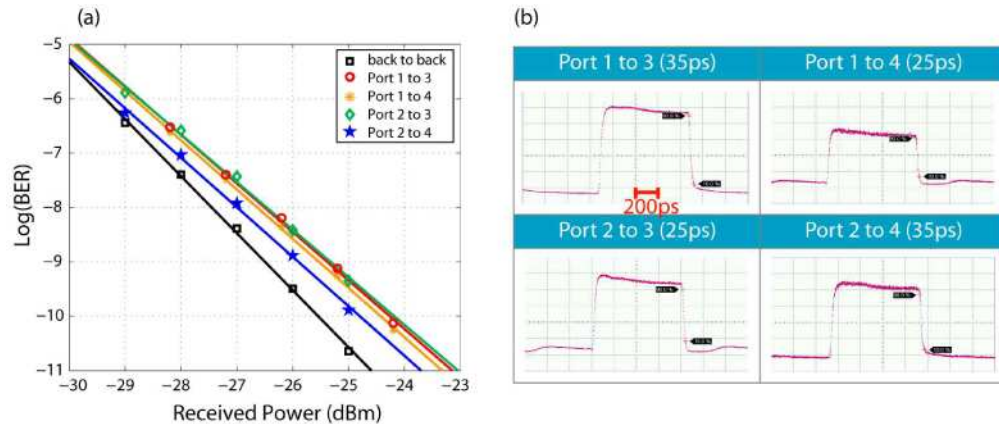 (a)
−5
−6
−7
−8
−9
−10
−11
Log(BER)
−30 −29 −28 −27 −26 −25 −24 −23
Received Power (dBm)
back to back
Port 1 to 3
Port 1 to 4
Port 2 to 3
Port 2 to 4
(b)
Port 1 to 3 (35ps)
Port 1 to 4 (25ps)
200ps
Port 2 to 3 (25ps)
Port 2 to 4 (35ps)